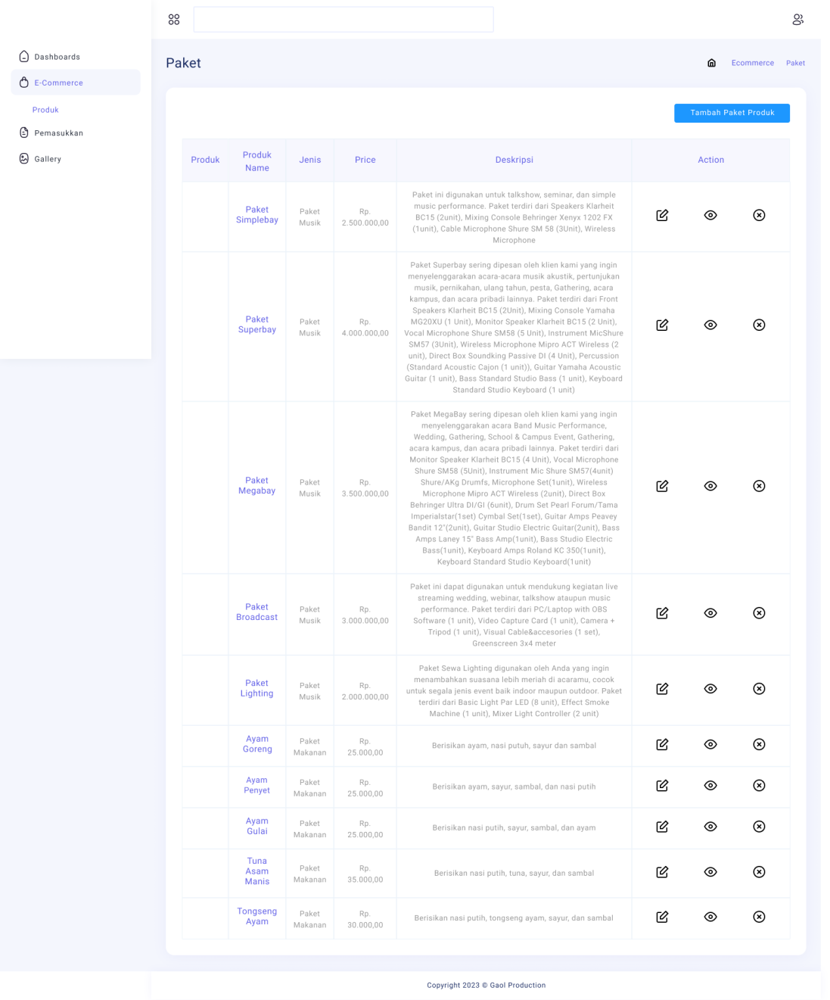 Dashboards
E-Commerce
Produk
Pemasukkan
Gallery
Paket
Ecommerce
Paket
Tambah Paket Produk
Produk
Produk
Name
Jenis
Price
Deskripsi
Action
Paket
Simplebay
Paket
Musik
Rp.
2.500.000,00
Paket ini digunakan untuk talkshow, seminar, dan simple
music performance. Paket terdiri dari Speakers Klarheit
BC15 (2unit), Mixing Console Behringer Xenyx 1202 FX
(1unit), Cable Microphone Shure SM 58 (3Unit), Wireless
Microphone
Paket
Superbay
Paket
Musik
Rp.
4.000.000,00
Paket Superbay sering dipesan oleh klien kami yang ingin
menyelenggarakan acara-acara musik akustik, pertunjukan
musik, pernikahan, ulang tahun, pesta, Gathering, acara
kampus, dan acara pribadi lainnya. Paket terdiri dari Front
Speakers Klarheit BC15 (2Unit), Mixing Console Yamaha
MG20XU (1 Unit), Monitor Speaker Klarheit BC15 (2 Unit),
Vocal Microphone Shure SM58 (5 Unit), Instrument MicShure
SM57 (3Unit), Wireless Microphone Mipro ACT Wireless (2
unit), Direct Box Soundking Passive DI (4 Unit), Percussion
(Standard Acoustic Cajon (1 unit)), Guitar Yamaha Acoustic
Guitar (1 unit), Bass Standard Studio Bass (1 unit), Keyboard
Standard Studio Keyboard (1 unit)
Paket
Megabay
Paket
Musik
Rp.
3.500.000,00
Paket MegaBay sering dipesan oleh klien kami yang ingin
menyelenggarakan acara Band Music Performance,
Wedding, Gathering, School & Campus Event, Gathering,
acara kampus, dan acara pribadi lainnya. Paket terdiri dari
Monitor Speaker Klarheit BC15 (4 Unit), Vocal Microphone
Shure SM58 (5Unit), Instrument Mic Shure SM57(4unit)
Shure/AKg Drumfs, Microphone Set(1unit), Wireless
Microphone Mipro ACT Wireless (2unit), Direct Box
Behringer Ultra DI/GI (6unit), Drum Set Pearl Forum/Tama
Imperialstar(1set) Cymbal Set(1set), Guitar Amps Peavey
Bandit 12"(2unit), Guitar Studio Electric Guitar(2unit), Bass
Amps Laney 15" Bass Amp(1unit), Bass Studio Electric
Bass(1unit), Keyboard Amps Roland KC 350(1unit),
Keyboard Standard Studio Keyboard(1unit)
Paket
Broadcast
Paket
Musik
Rp.
3.000.000,00
Paket ini dapat digunakan untuk mendukung kegiatan live
streaming wedding, webinar, talkshow ataupun music
performance. Paket terdiri dari PC/Laptop with OBS
Software (1 unit), Video Capture Card (1 unit), Camera +
Tripod (1 unit), Visual Cable&accesories (1 set),
Greenscreen 3x4 meter
Paket
Lighting
Paket
Musik
Rp.
2.000.000,00
Paket Sewa Lighting digunakan oleh Anda yang ingin
menambahkan suasana lebih meriah di acaramu, cocok
untuk segala jenis event baik indoor maupun outdoor. Paket
terdiri dari Basic Light Par LED (8 unit), Effect Smoke
Machine (1 unit), Mixer Light Controller (2 unit)
Ayam
Goreng
Paket
Makanan
Rp.
25.000,00
Berisikan ayam, nasi putuh, sayur dan sambal
Ayam
Penyet
Paket
Makanan
Rp.
25.000,00
Berisikan ayam, sayur, sambal, dan nasi putih
Ayam
Gulai
Paket
Makanan
Rp.
25.000,00
Berisikan nasi putih, sayur, sambal, dan ayam
Tuna
Asam
Manis
Paket
Makanan
Rp.
35.000,00
Berisikan nasi putih, tuna, sayur, dan sambal
Tongseng
Ayam
Paket
Makanan
Rp.
30.000,00
Berisikan nasi putih, tongseng ayam, sayur, dan sambal
Copyright 2023 © Gaol Production